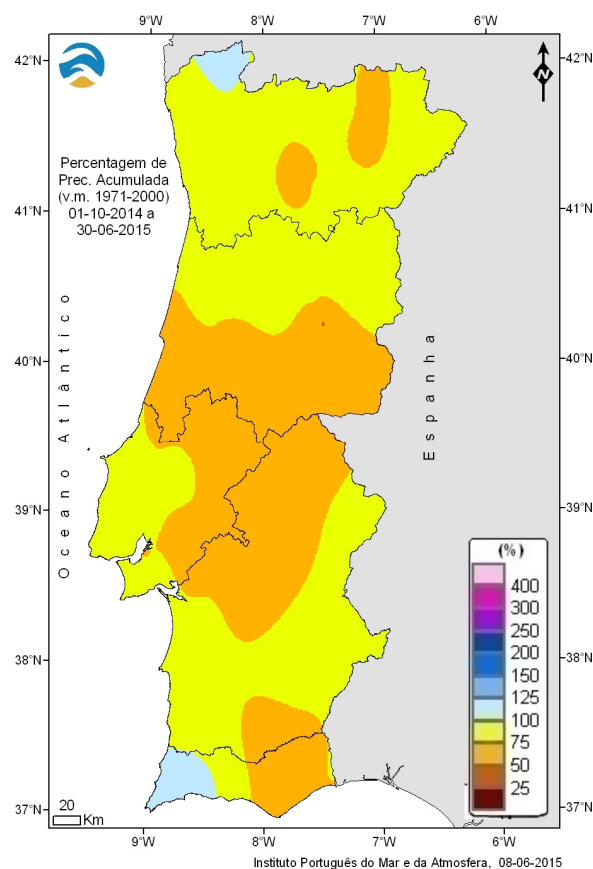 9°W 8°W 7°W 6°W
42°N 42°N
N
Percentagem de
Prec. Acumulada
(v.m. 1971-2000)
01-10-2014 a
30-06-2015
41°N 41°N
Oceano Atlântico
Espanha
40°N 40°N
39°N 39°N
(%)
400
300
250
200
150
125
100
75
50
25
38°N 38°N
37°N 37°N
20
Km
9°W 8°W 7°W 6°W
Instituto Português do Mar e da Atmosfera, 08-06-2015